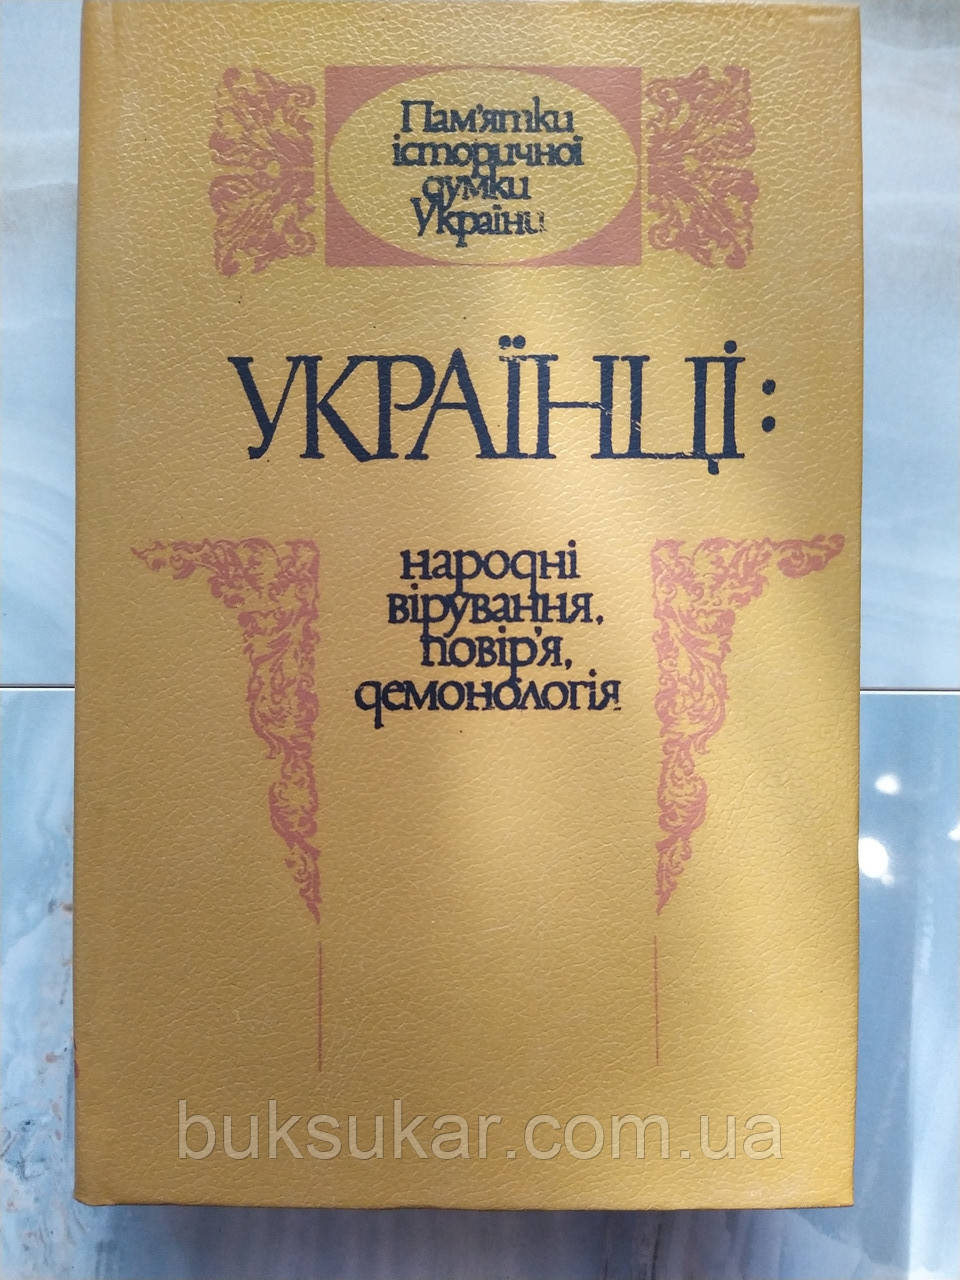 Пам'ятки
історичної
думки
України
УКРАЇНЦІ:
народні
вірування,
повір'я,
демонологія
buksukar.com.ua